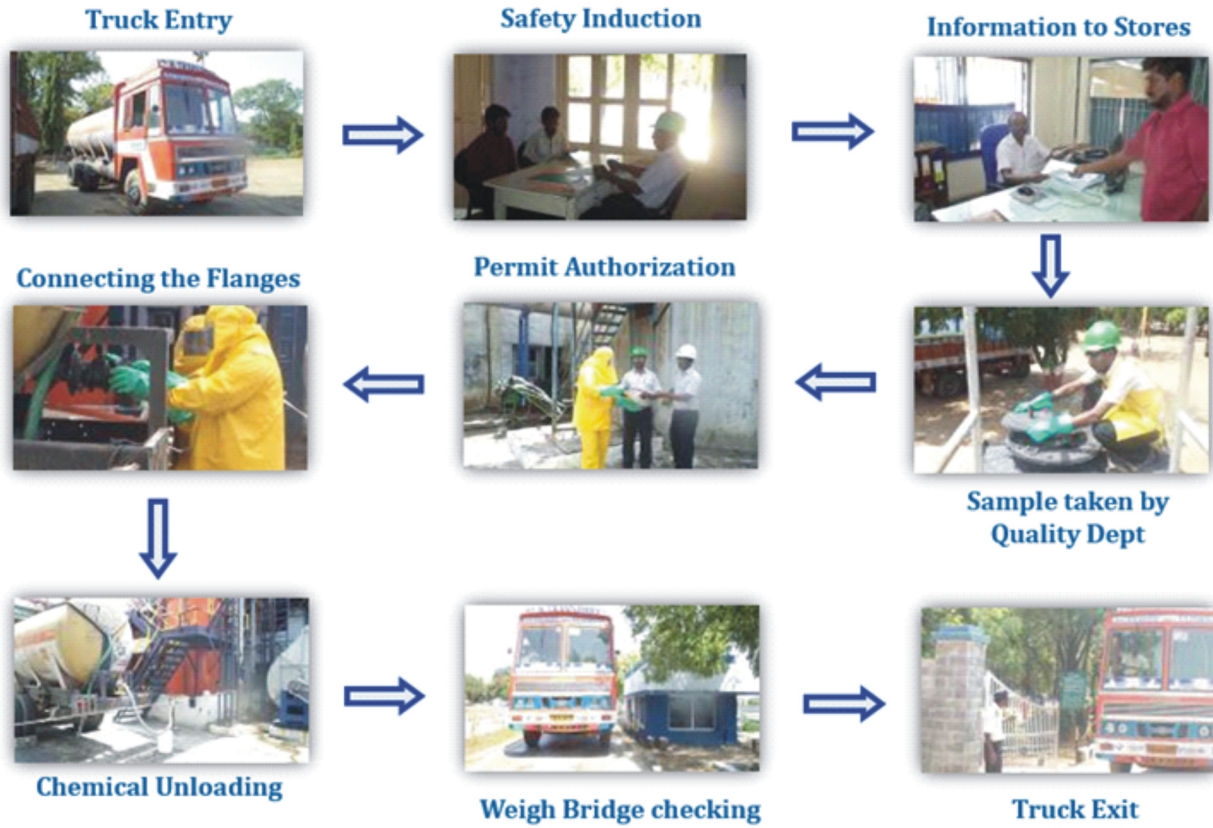 Truck Entry
Safety Induction
Information to Stores
Connecting the Flanges
Permit Authorization
Sample taken by
Quality Dept
Chemical Unloading
Weigh Bridge checking
Truck Exit